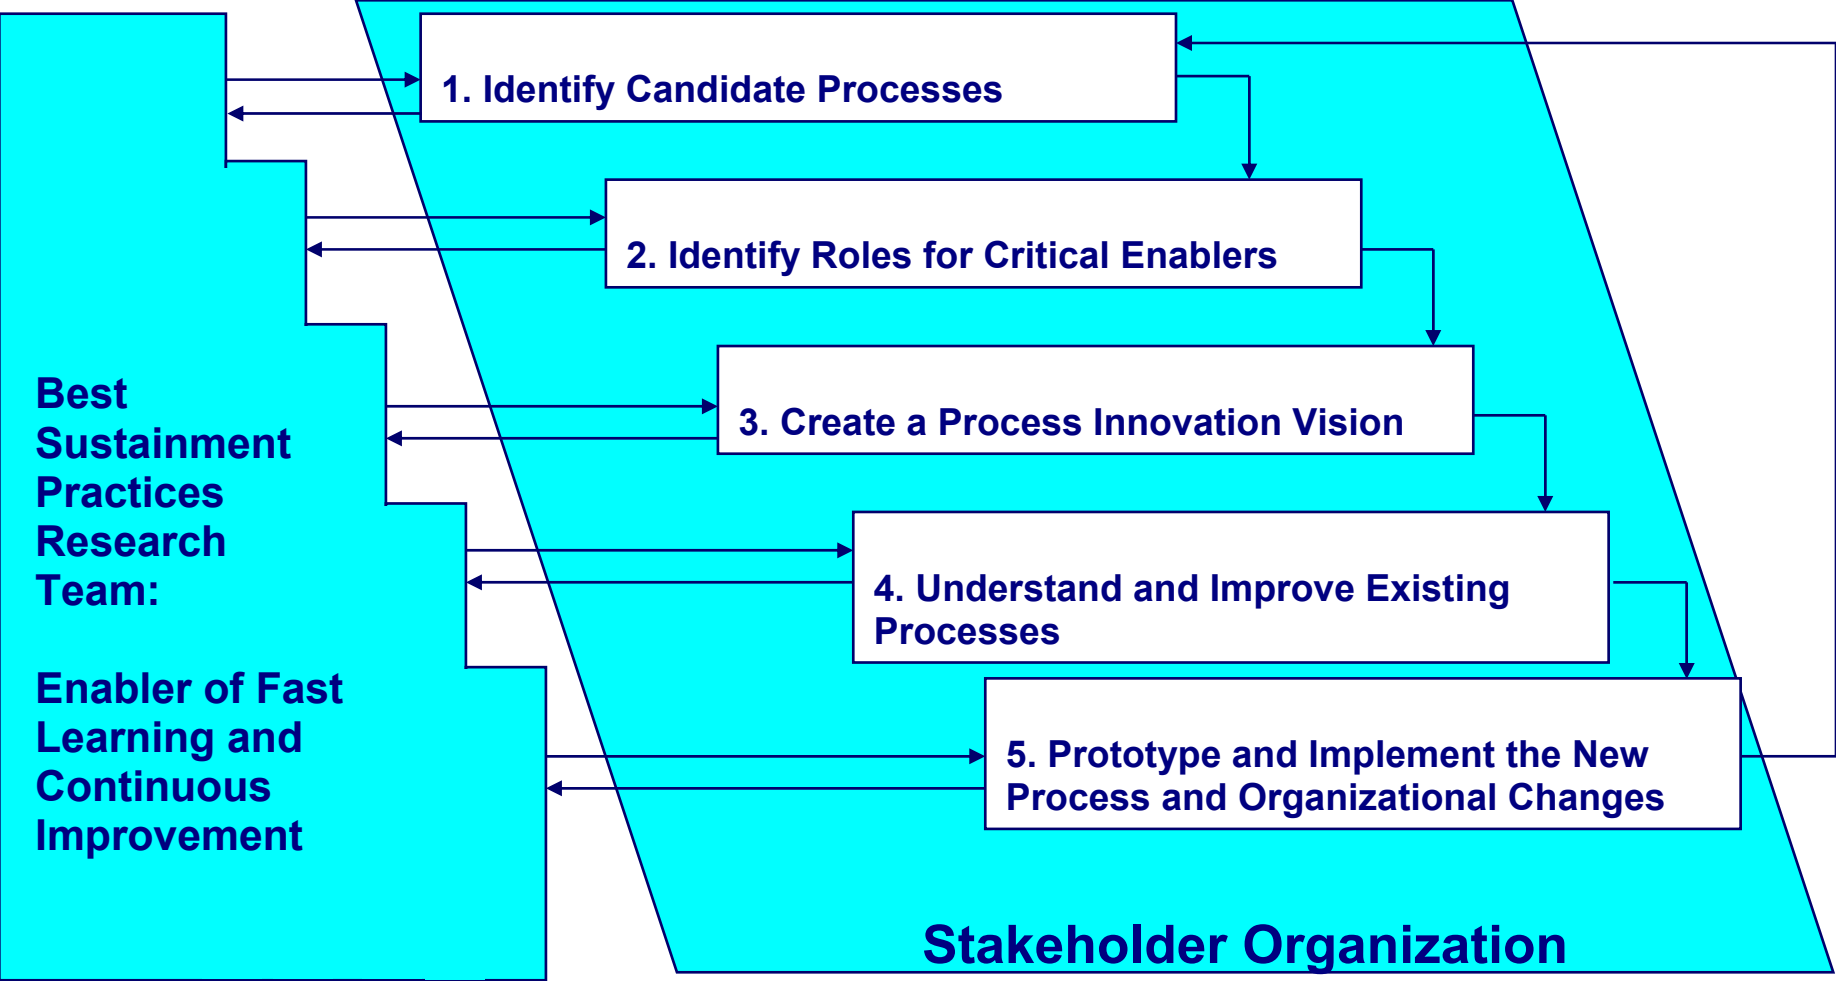 1. Identify Candidate Processes
2. Identify Roles for Critical Enablers
3. Create a Process Innovation Vision
4. Understand and Improve Existing
Processes
5. Prototype and Implement the New
Process and Organizational Changes
Best
Sustainment
Practices
Research
Team:
Enabler of Fast
Learning and
Continuous
Improvement
Stakeholder Organization